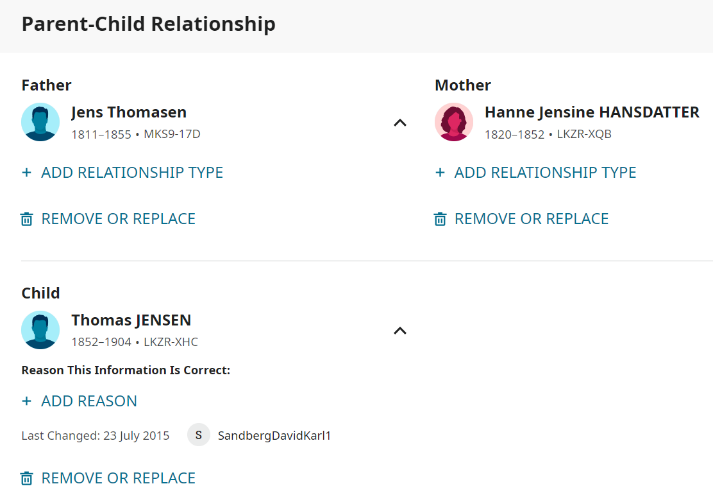 Parent-Child Relationship
Father
Jens Thomasen
1811–1855 • MKS9-17D
+ ADD RELATIONSHIP TYPE
REMOVE OR REPLACE
Mother
Hanne Jensine HANSDATTER
1820–1852 • LKZR-XQB
+ ADD RELATIONSHIP TYPE
REMOVE OR REPLACE
Child
Thomas JENSEN
1852–1904 • LKZR-XHC
Reason This Information Is Correct:
+ ADD REASON
Last Changed: 23 July 2015 S SandbergDavidKarl1
REMOVE OR REPLACE